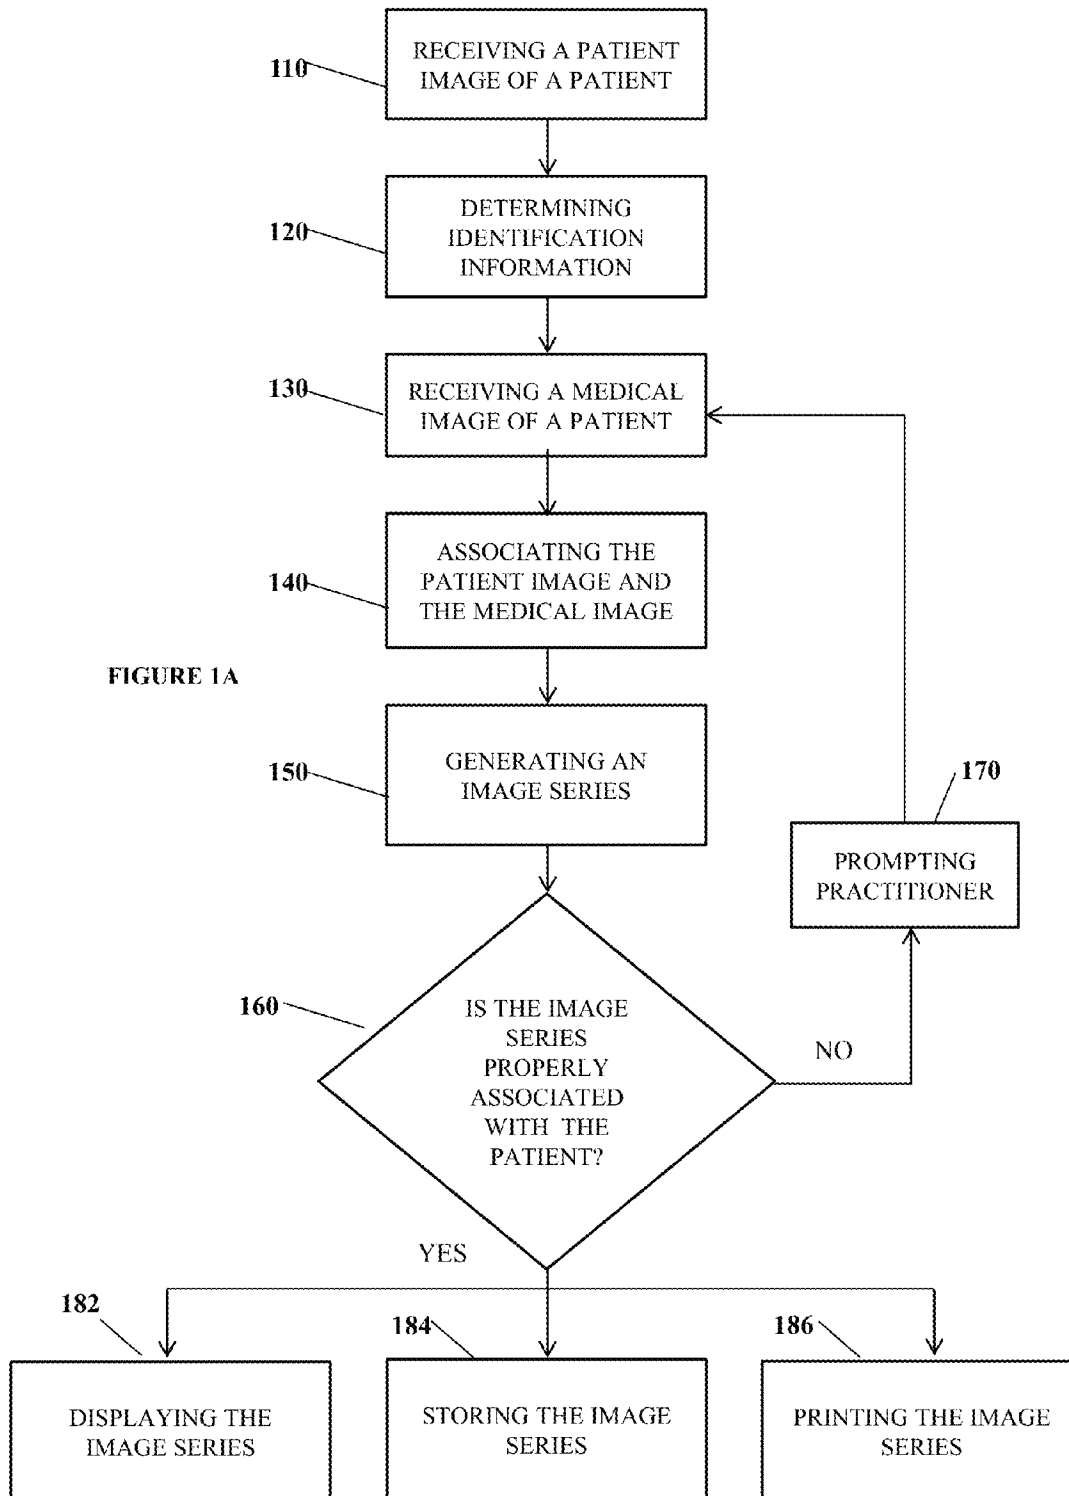 RECEIVING A PATIENT
IMAGE OF A PATIENT
110
DETERMINING
IDENTIFICATION
INFORMATION
120
RECEIVING A MEDICAL
IMAGE OF A PATIENT
130
ASSOCIATING THE
PATIENT IMAGE AND
THE MEDICAL IMAGE
140
FIGURE 1A
GENERATING AN
IMAGE SERIES
150
170
PROMPTING
PRACTITIONER
160
IS THE IMAGE
SERIES
PROPERLY
ASSOCIATED
WITH THE
PATIENT?
NO
YES
182
184
186
DISPLAYING THE
IMAGE SERIES
STORING THE IMAGE
SERIES
PRINTING THE IMAGE
SERIES